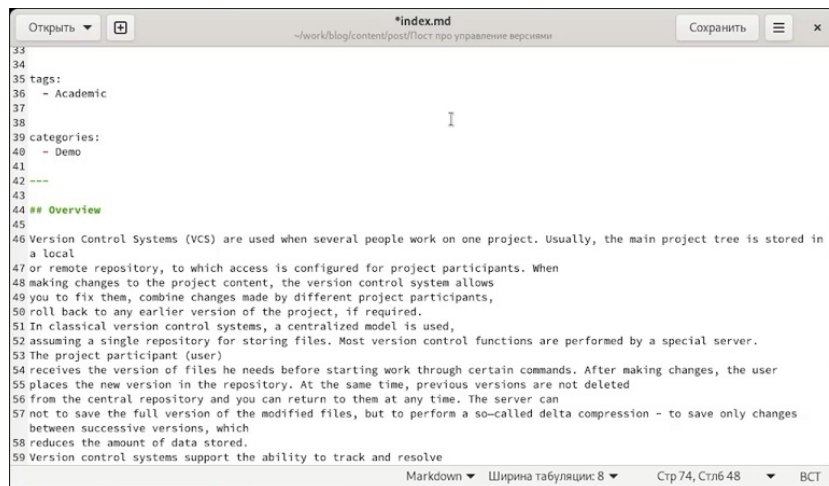 Открыть
*index.md
~/work/blog/content/post/Пост про управление версиями
Сохранить
33
34
35 tags:
36   - Academic
37
38
39 categories:
40   - Demo
41
42 ---
43
44 ## Overview
45
46 Version Control Systems (VCS) are used when several people work on one project. Usually, the main project tree is stored in
a local
47 or remote repository, to which access is configured for project participants. When
48 making changes to the project content, the version control system allows
49 you to fix them, combine changes made by different project participants,
50 roll back to any earlier version of the project, if required.
51 In classical version control systems, a centralized model is used,
52 assuming a single repository for storing files. Most version control functions are performed by a special server.
53 The project participant (user)
54 receives the version of files he needs before starting work through certain commands. After making changes, the user
55 places the new version in the repository. At the same time, previous versions are not deleted
56 from the central repository and you can return to them at any time. The server can
57 not to save the full version of the modified files, but to perform a so—called delta compression - to save only changes
between successive versions, which
58 reduces the amount of data stored.
59 Version control systems support the ability to track and resolve
Markdown
Ширина табуляции: 8
Стр 74, Стлб 48
ВСТ